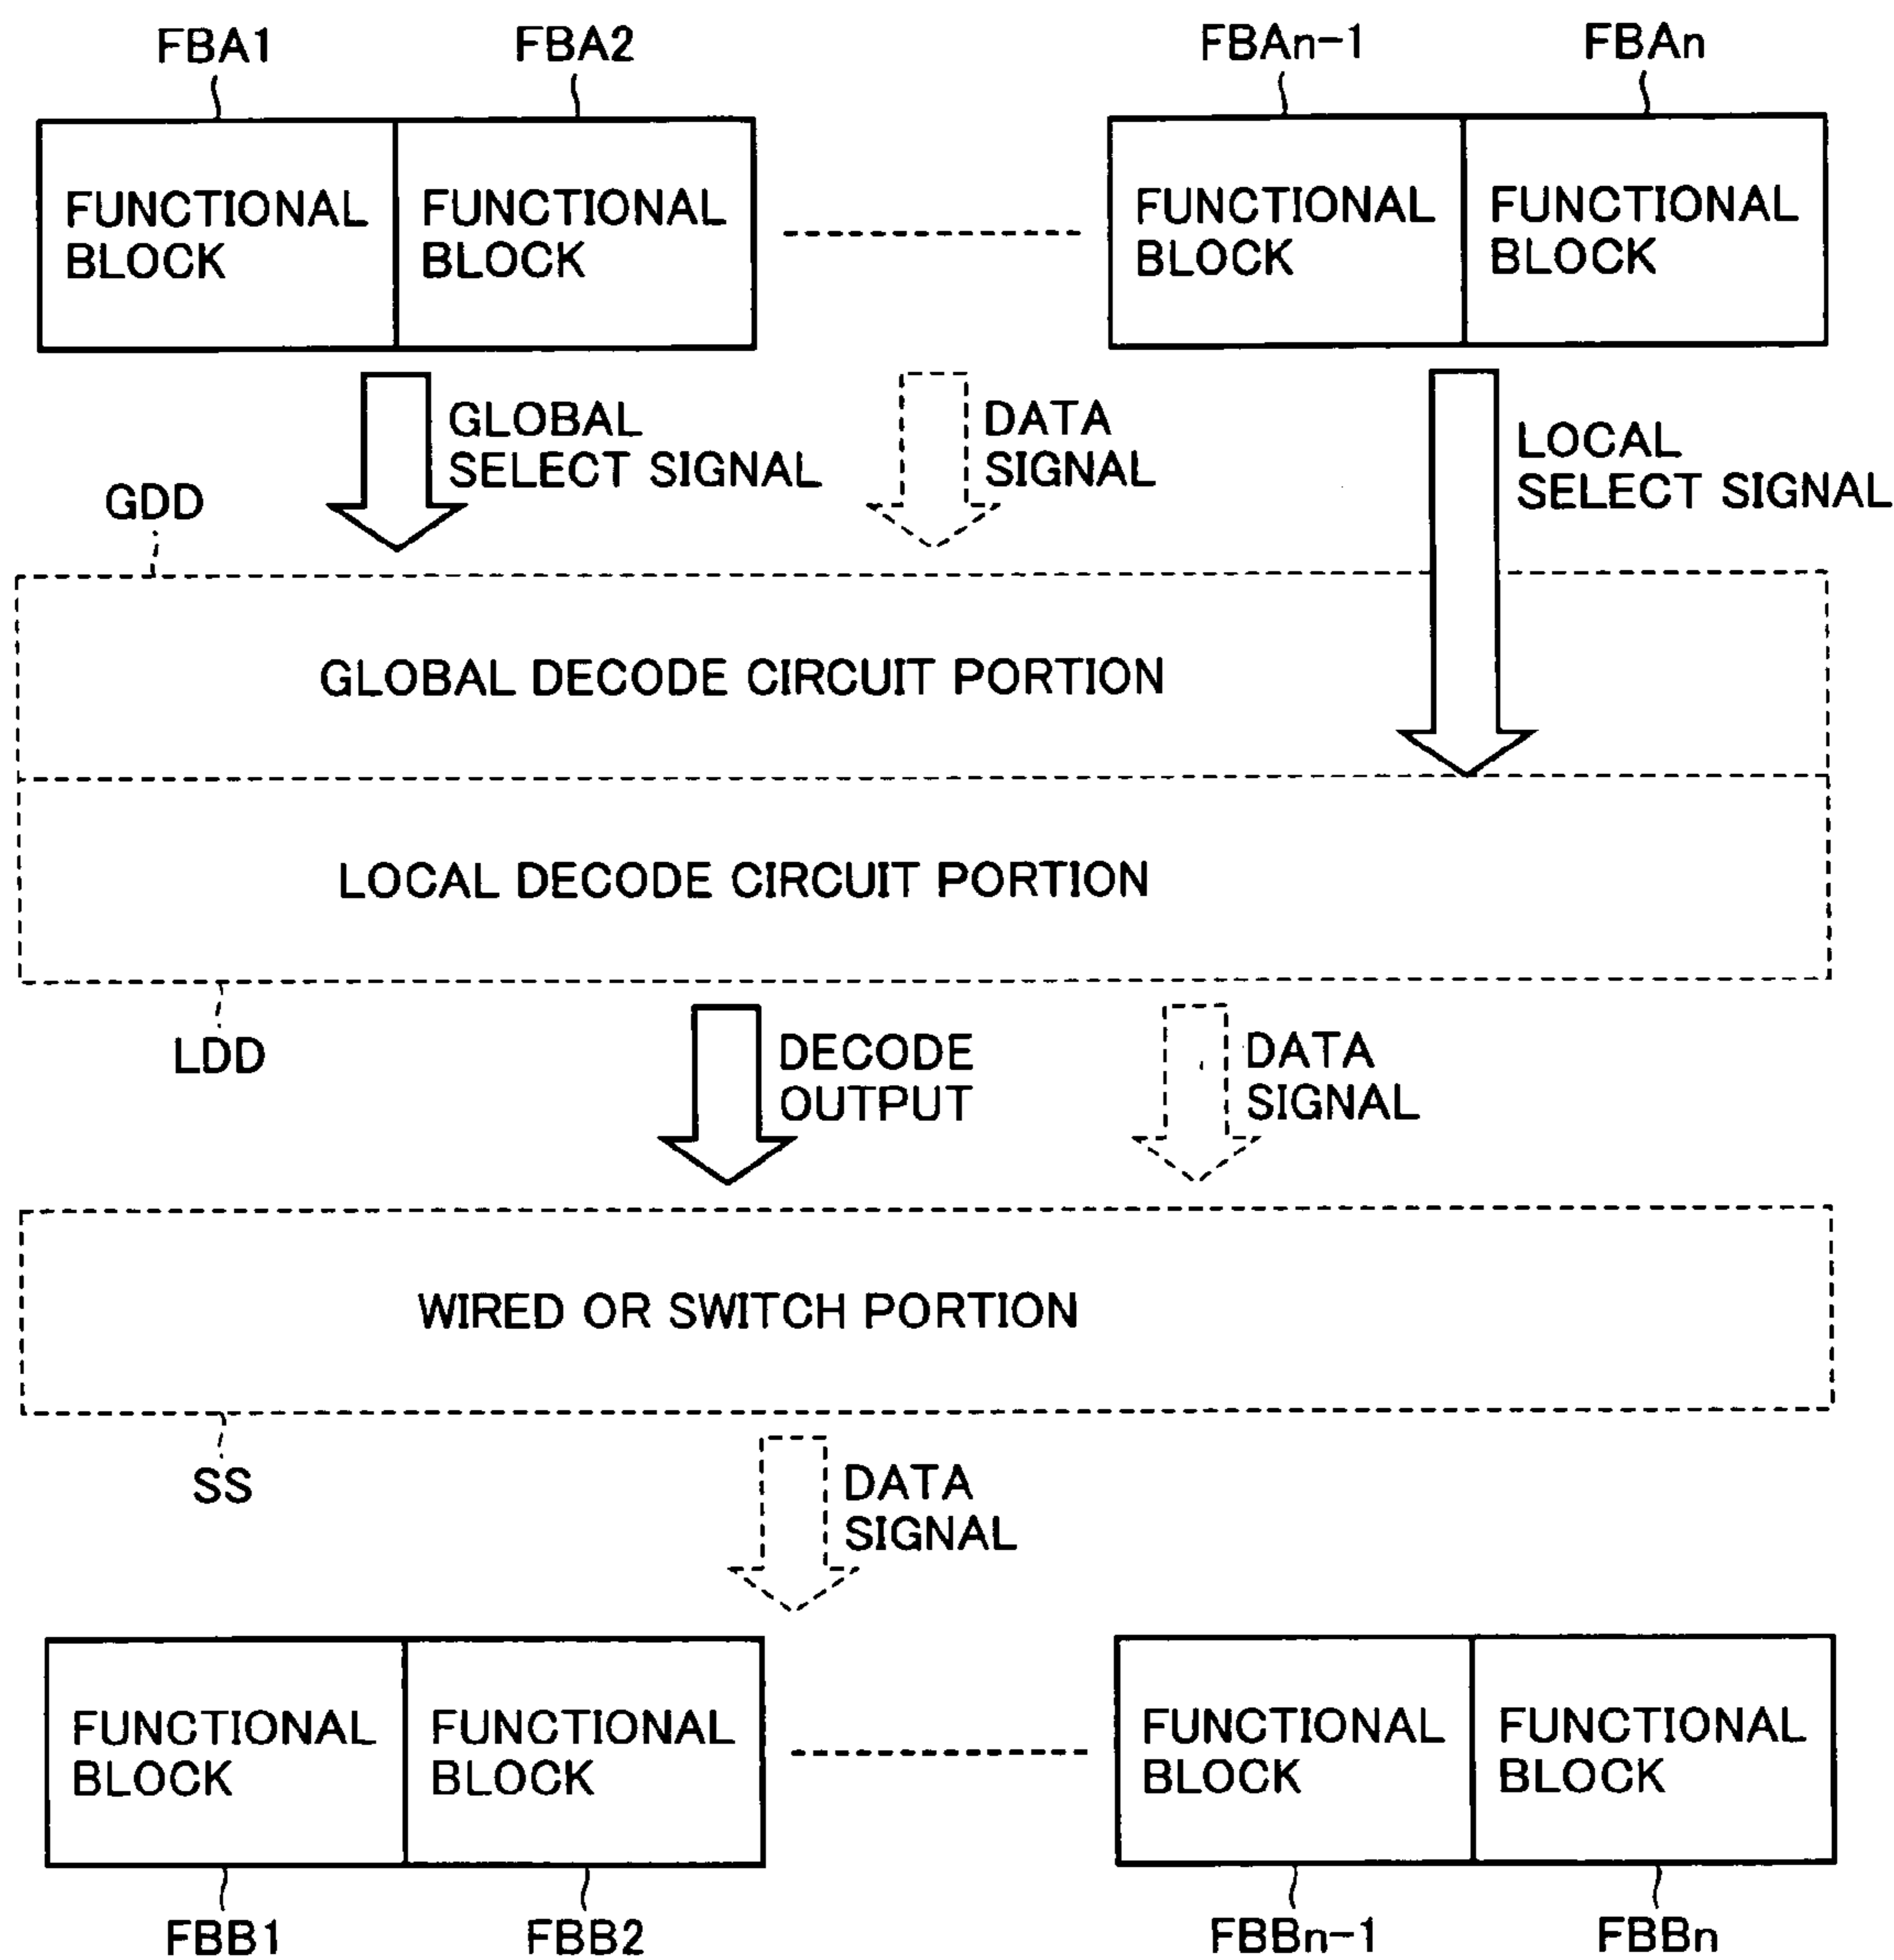 FBA1
FBA2
FBAn-1
FBAn
FUNCTIONAL
BLOCK
FUNCTIONAL
BLOCK
FUNCTIONAL
BLOCK
FUNCTIONAL
BLOCK
GLOBAL
SELECT SIGNAL
DATA
SIGNAL
LOCAL
SELECT SIGNAL
GDD
GLOBAL DECODE CIRCUIT PORTION
LOCAL DECODE CIRCUIT PORTION
LDD
DECODE
OUTPUT
DATA
SIGNAL
WIRED OR SWITCH PORTION
SS
DATA
SIGNAL
FUNCTIONAL
BLOCK
FUNCTIONAL
BLOCK
FUNCTIONAL
BLOCK
FUNCTIONAL
BLOCK
FBB1
FBB2
FBBn-1
FBBn